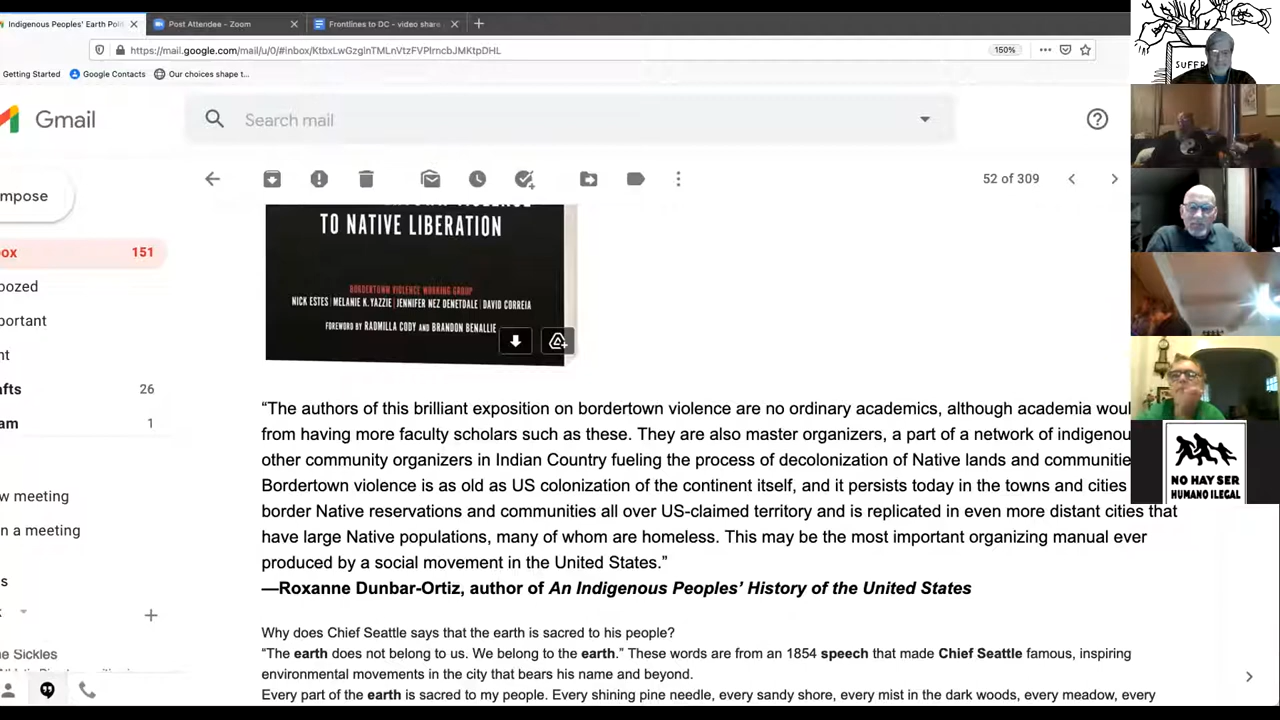 Indigenous Peoples' Earth Poli
Post Attendee - Zoom
Frontlines to DC - video share
https://mail.google.com/mail/u/0/#inbox/KtbxLwGzglnTMLnVtzFVPlrncbJMKtpDHL
150%
Getting Started
Google Contacts
Our choices shape t...
Gmail
Search mail
mpose
52 of 309
ox
151
oozed
portant
nt
afts
26
am
1
w meeting
n a meeting
s
he Sickles
TO NATIVE LIBERATION
BORDERTOWN VIOLENCE WORKING GROUP
NICK ESTES | MELANIE K. YAZZIE | JENNIFER NEZ DENETDALE | DAVID CORREIA
FOREWORD BY RADMILLA CODY AND BRANDON BENALLIE
“The authors of this brilliant exposition on bordertown violence are no ordinary academics, although academia woul
from having more faculty scholars such as these. They are also master organizers, a part of a network of indigenou
other community organizers in Indian Country fueling the process of decolonization of Native lands and communitie
Bordertown violence is as old as US colonization of the continent itself, and it persists today in the towns and cities
border Native reservations and communities all over US-claimed territory and is replicated in even more distant cities that
have large Native populations, many of whom are homeless. This may be the most important organizing manual ever
produced by a social movement in the United States.”
—Roxanne Dunbar-Ortiz, author of An Indigenous Peoples’ History of the United States
Why does Chief Seattle says that the earth is sacred to his people?
“The earth does not belong to us. We belong to the earth.” These words are from an 1854 speech that made Chief Seattle famous, inspiring
environmental movements in the city that bears his name and beyond.
Every part of the earth is sacred to my people. Every shining pine needle, every sandy shore, every mist in the dark woods, every meadow, every
SUFFR
NO HAY SER
HUMANO ILEGAL